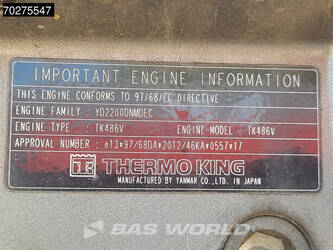 70275547
IMPORTANT ENGINE INFORMATION
THIS ENGINE CONFORMS TO 97/68/EC DIRECTIVE
ENGINE FAMILY : YD2200DNMDEC
ENGINE TYPE : TK486V ENGINE MODEL : TK486V
APPROVAL NUMBER : e13*97/68DA*2012/46KA*0557*17
THERMO KING
MANUFACTURED BY YANMAR CO., LTD. IN JAPAN
BAS WORLD